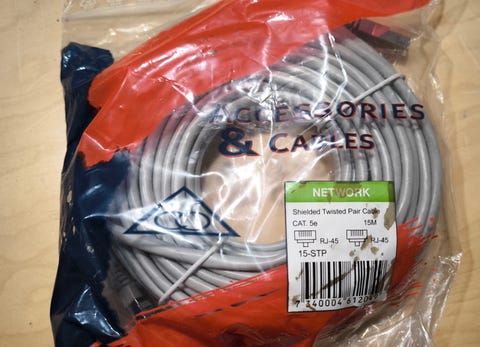 ACCESSORIES
& CABLES
NETWORK
Shielded Twisted Pair Cable
CAT. 5e 15M
RJ-45 RJ-45
15-STP